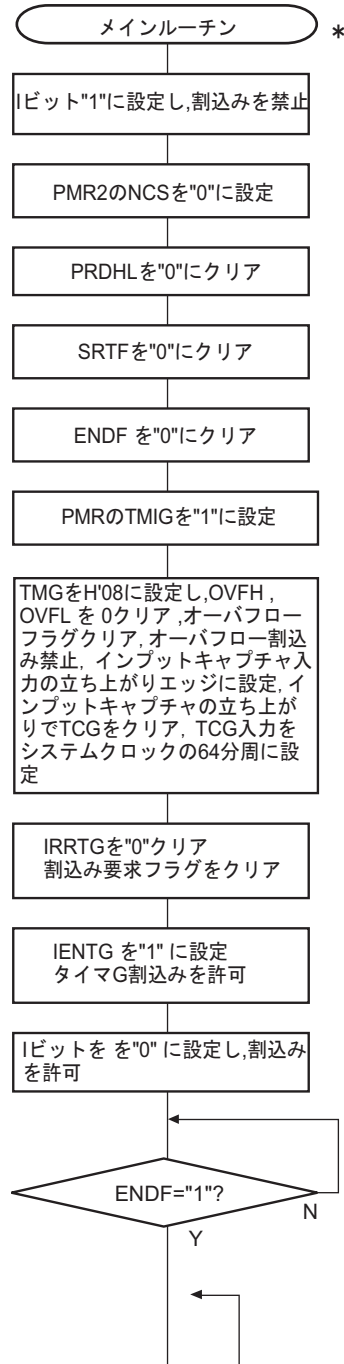 メインルーチン
*
Iビット"1"に設定し,割込みを禁止
PMR2のNCSを"0"に設定
PRDHLを"0"にクリア
SRTFを"0"にクリア
ENDF を"0"にクリア
PMRのTMIGを"1"に設定
TMGをH'08に設定し,OVFH ,
OVFL を 0クリア ,オーバフロー
フラグクリア, オーバフロー割込
み禁止, インプットキャプチャ入
力の立ち上がりエッジに設定, イ
ンプットキャプチャの立ち上が
りでTCGをクリア, TCG入力を
システムクロックの64分周に設
定
IRRTGを"0"クリア
割込み要求フラグをクリア
IENTG を"1" に設定
タイマG割込みを許可
Iビットを を"0" に設定し,割込み
を許可
ENDF="1"?
N
Y